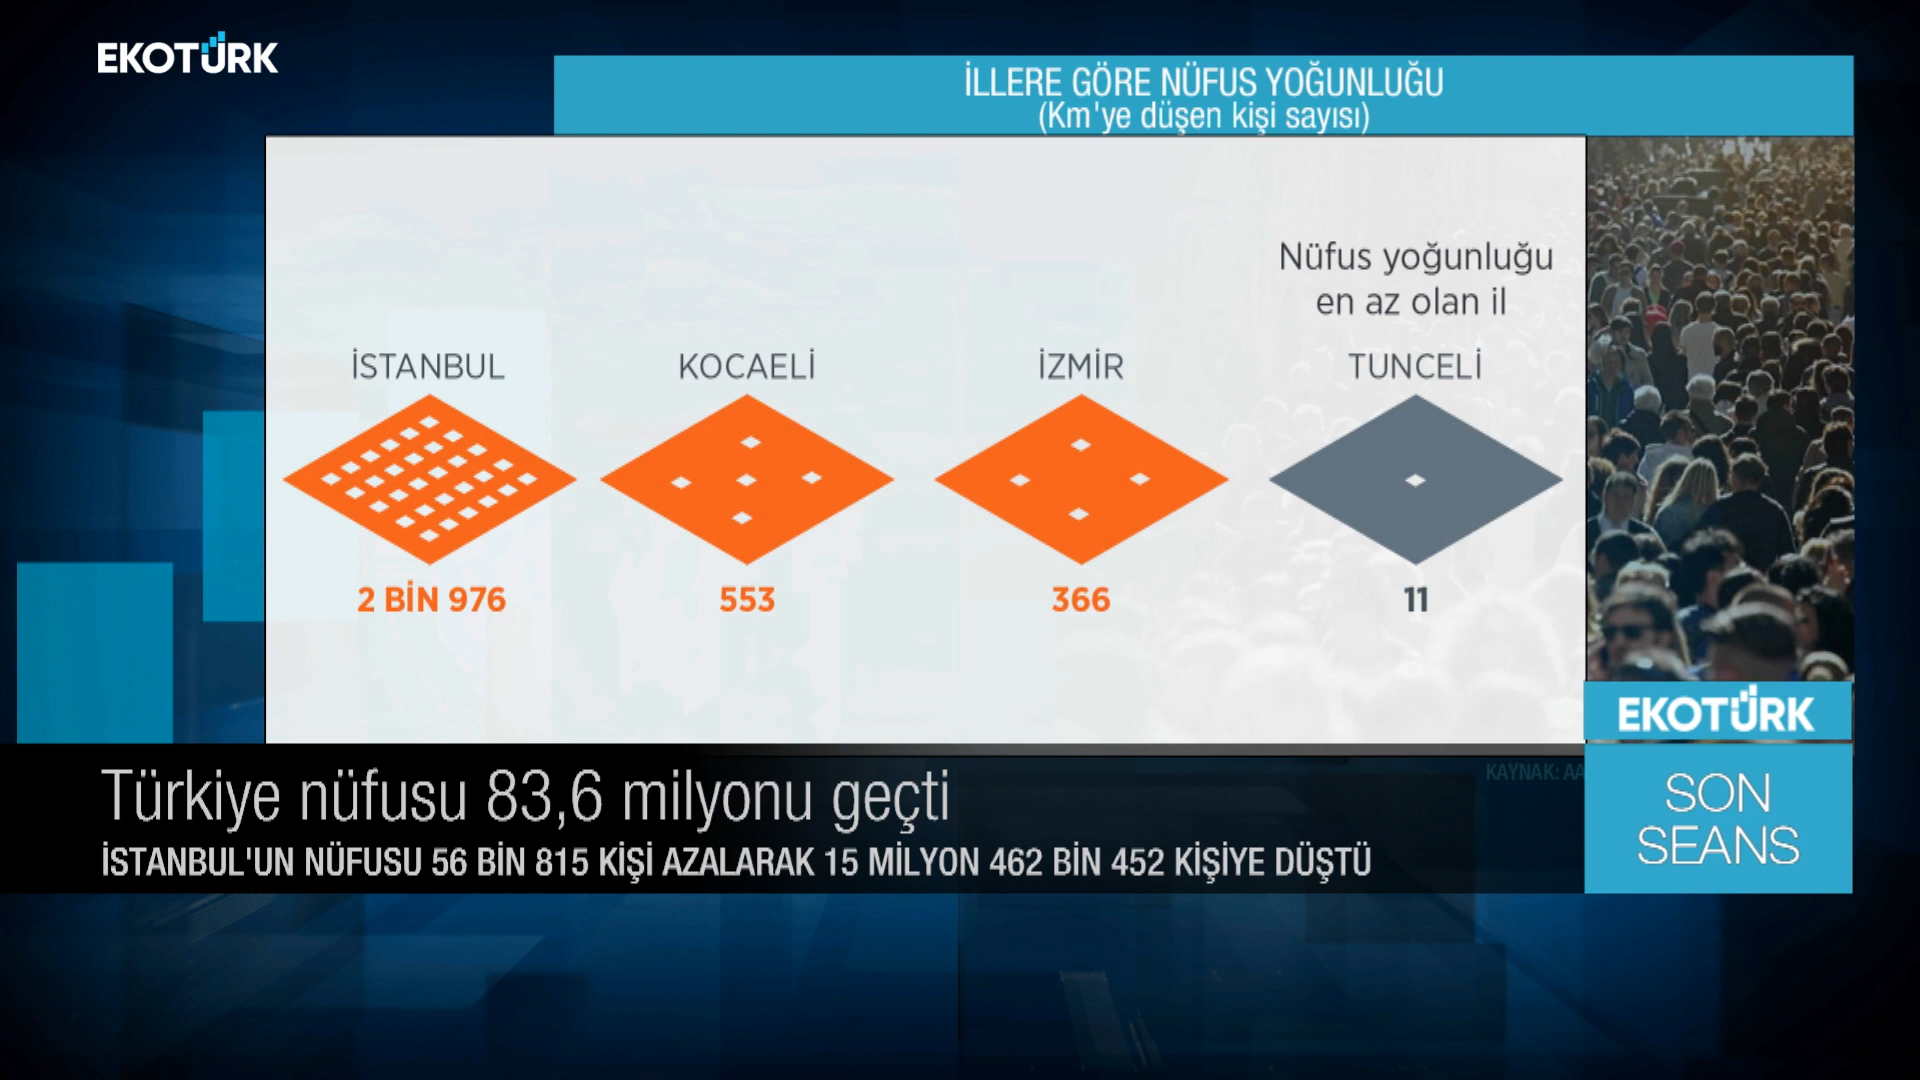 EKOTÜRK
İLLERE GÖRE NÜFUS YOĞUNLUĞU
(Km'ye düşen kişi sayısı)
Nüfus yoğunluğu
en az olan il
İSTANBUL
KOCAELİ
İZMİR
TUNCELİ
2 BİN 976
553
366
11
EKOTÜRK
KAYNAK: AA
Türkiye nüfusu 83,6 milyonu geçti
İSTANBUL'UN NÜFUSU 56 BİN 815 KİŞİ AZALARAK 15 MİLYON 462 BİN 452 KİŞİYE DÜŞTÜ
SON
SEANS